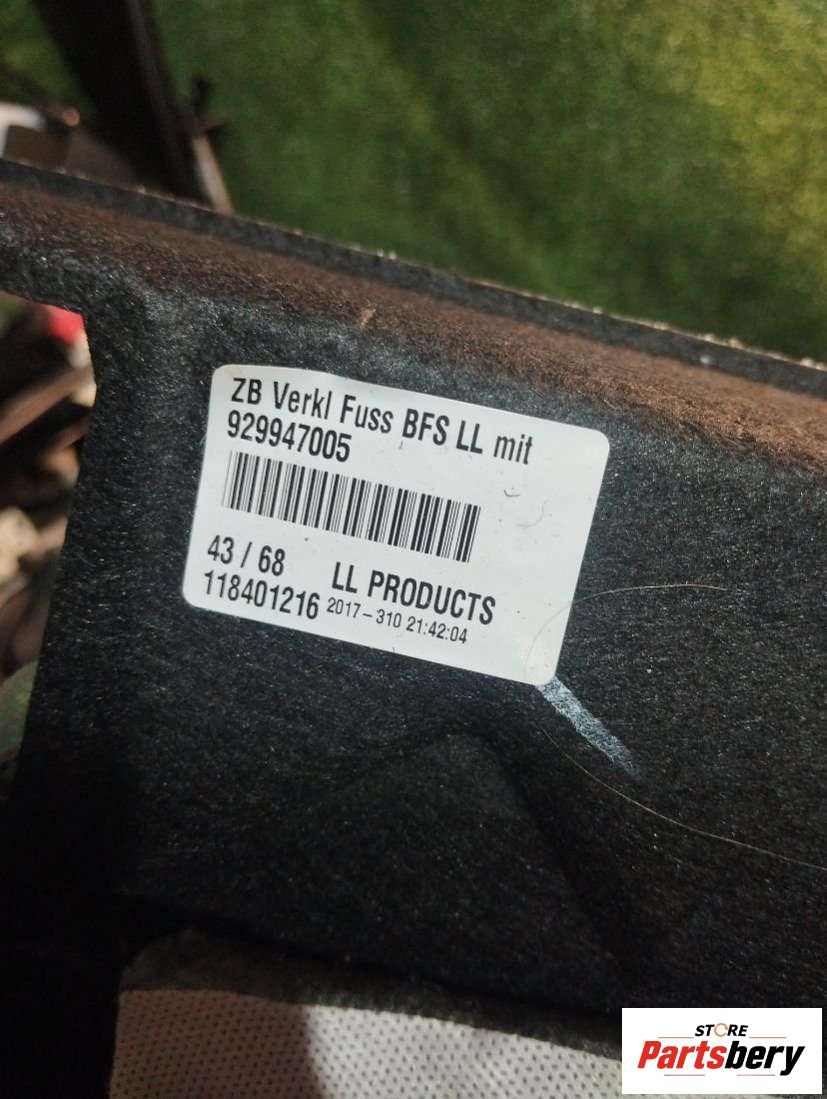 ZB Verkl Fuss BFS LL mit
929947005
43 / 68 LL PRODUCTS
118401216 2017-310 21:42:04
STORE
Partsbery